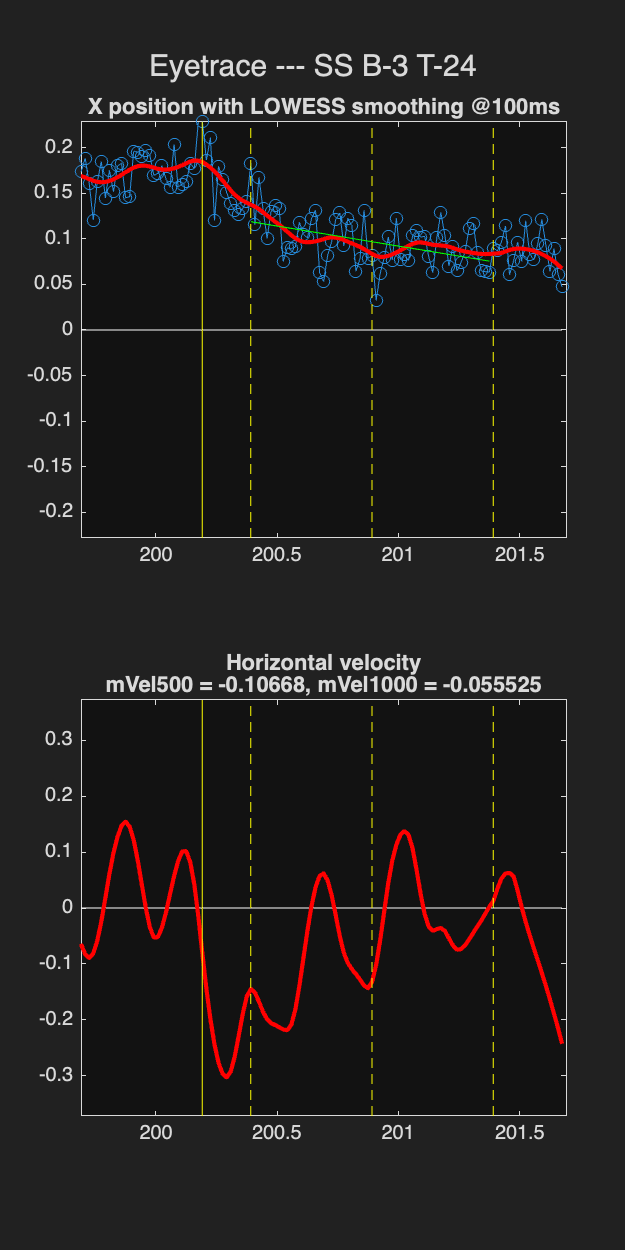 Eyetrace --- SS B-3 T-24
X position with LOWESS smoothing @100ms
0.2
0.15
0.1
0.05
0
-0.05
-0.1
-0.15
-0.2
200 200.5 201 201.5
Horizontal velocity
mVel500 = -0.10668, mVel1000 = -0.055525
0.3
0.2
0.1
0
-0.1
-0.2
-0.3
200 200.5 201 201.5